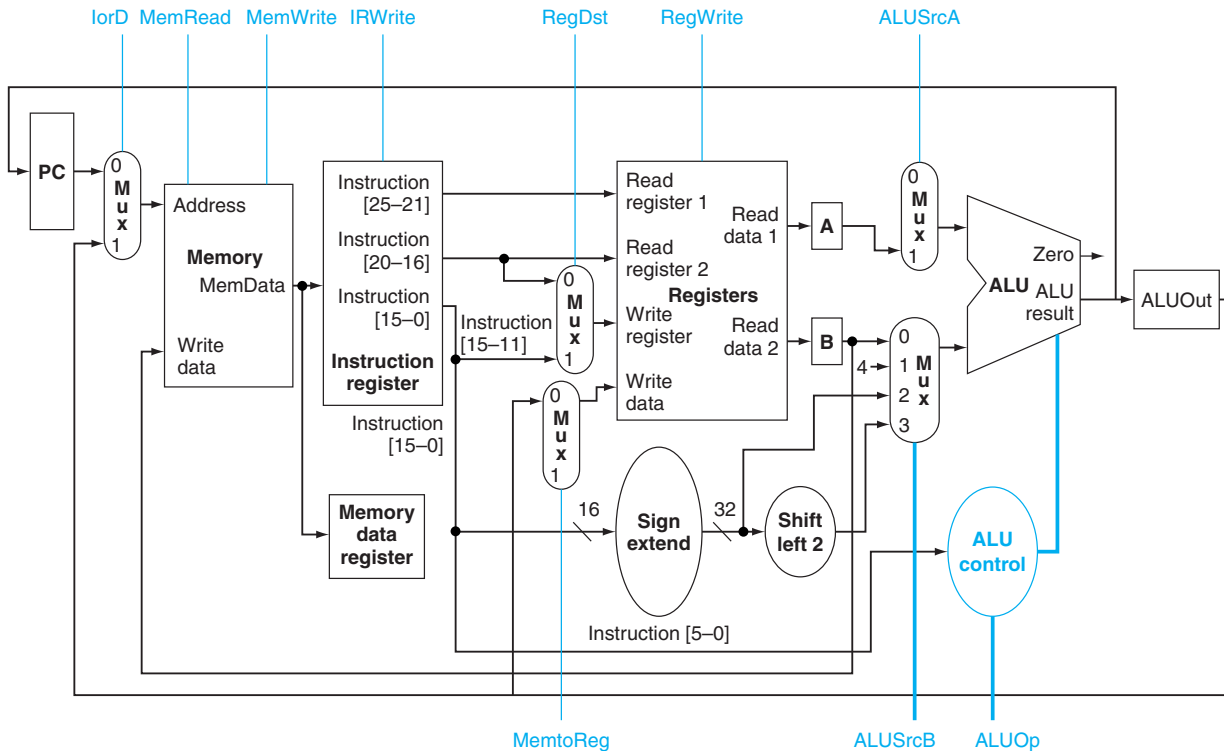 IorD MemRead MemWrite IRWrite RegDst RegWrite ALUSrcA
PC
0
M
u
x
1
Address
Memory
MemData
Write
data
Instruction
[25–21]
Instruction
[20–16]
Instruction
[15–0]
Instruction
register
Instruction
[15–11]
Instruction
[15–0]
Memory
data
register
0
M
u
x
1
0
M
u
x
1
Read
register 1
Read
register 2
Registers
Write
register
Write
data
Read
data 1
Read
data 2
16
Sign
extend
32
Shift
left 2
Instruction [5–0]
A
B
4
0
M
u
x
1
0
1
2
3
M
u
x
Zero
ALU
ALU
result
ALUOut
ALU
control
MemtoReg ALUSrcB ALUOp